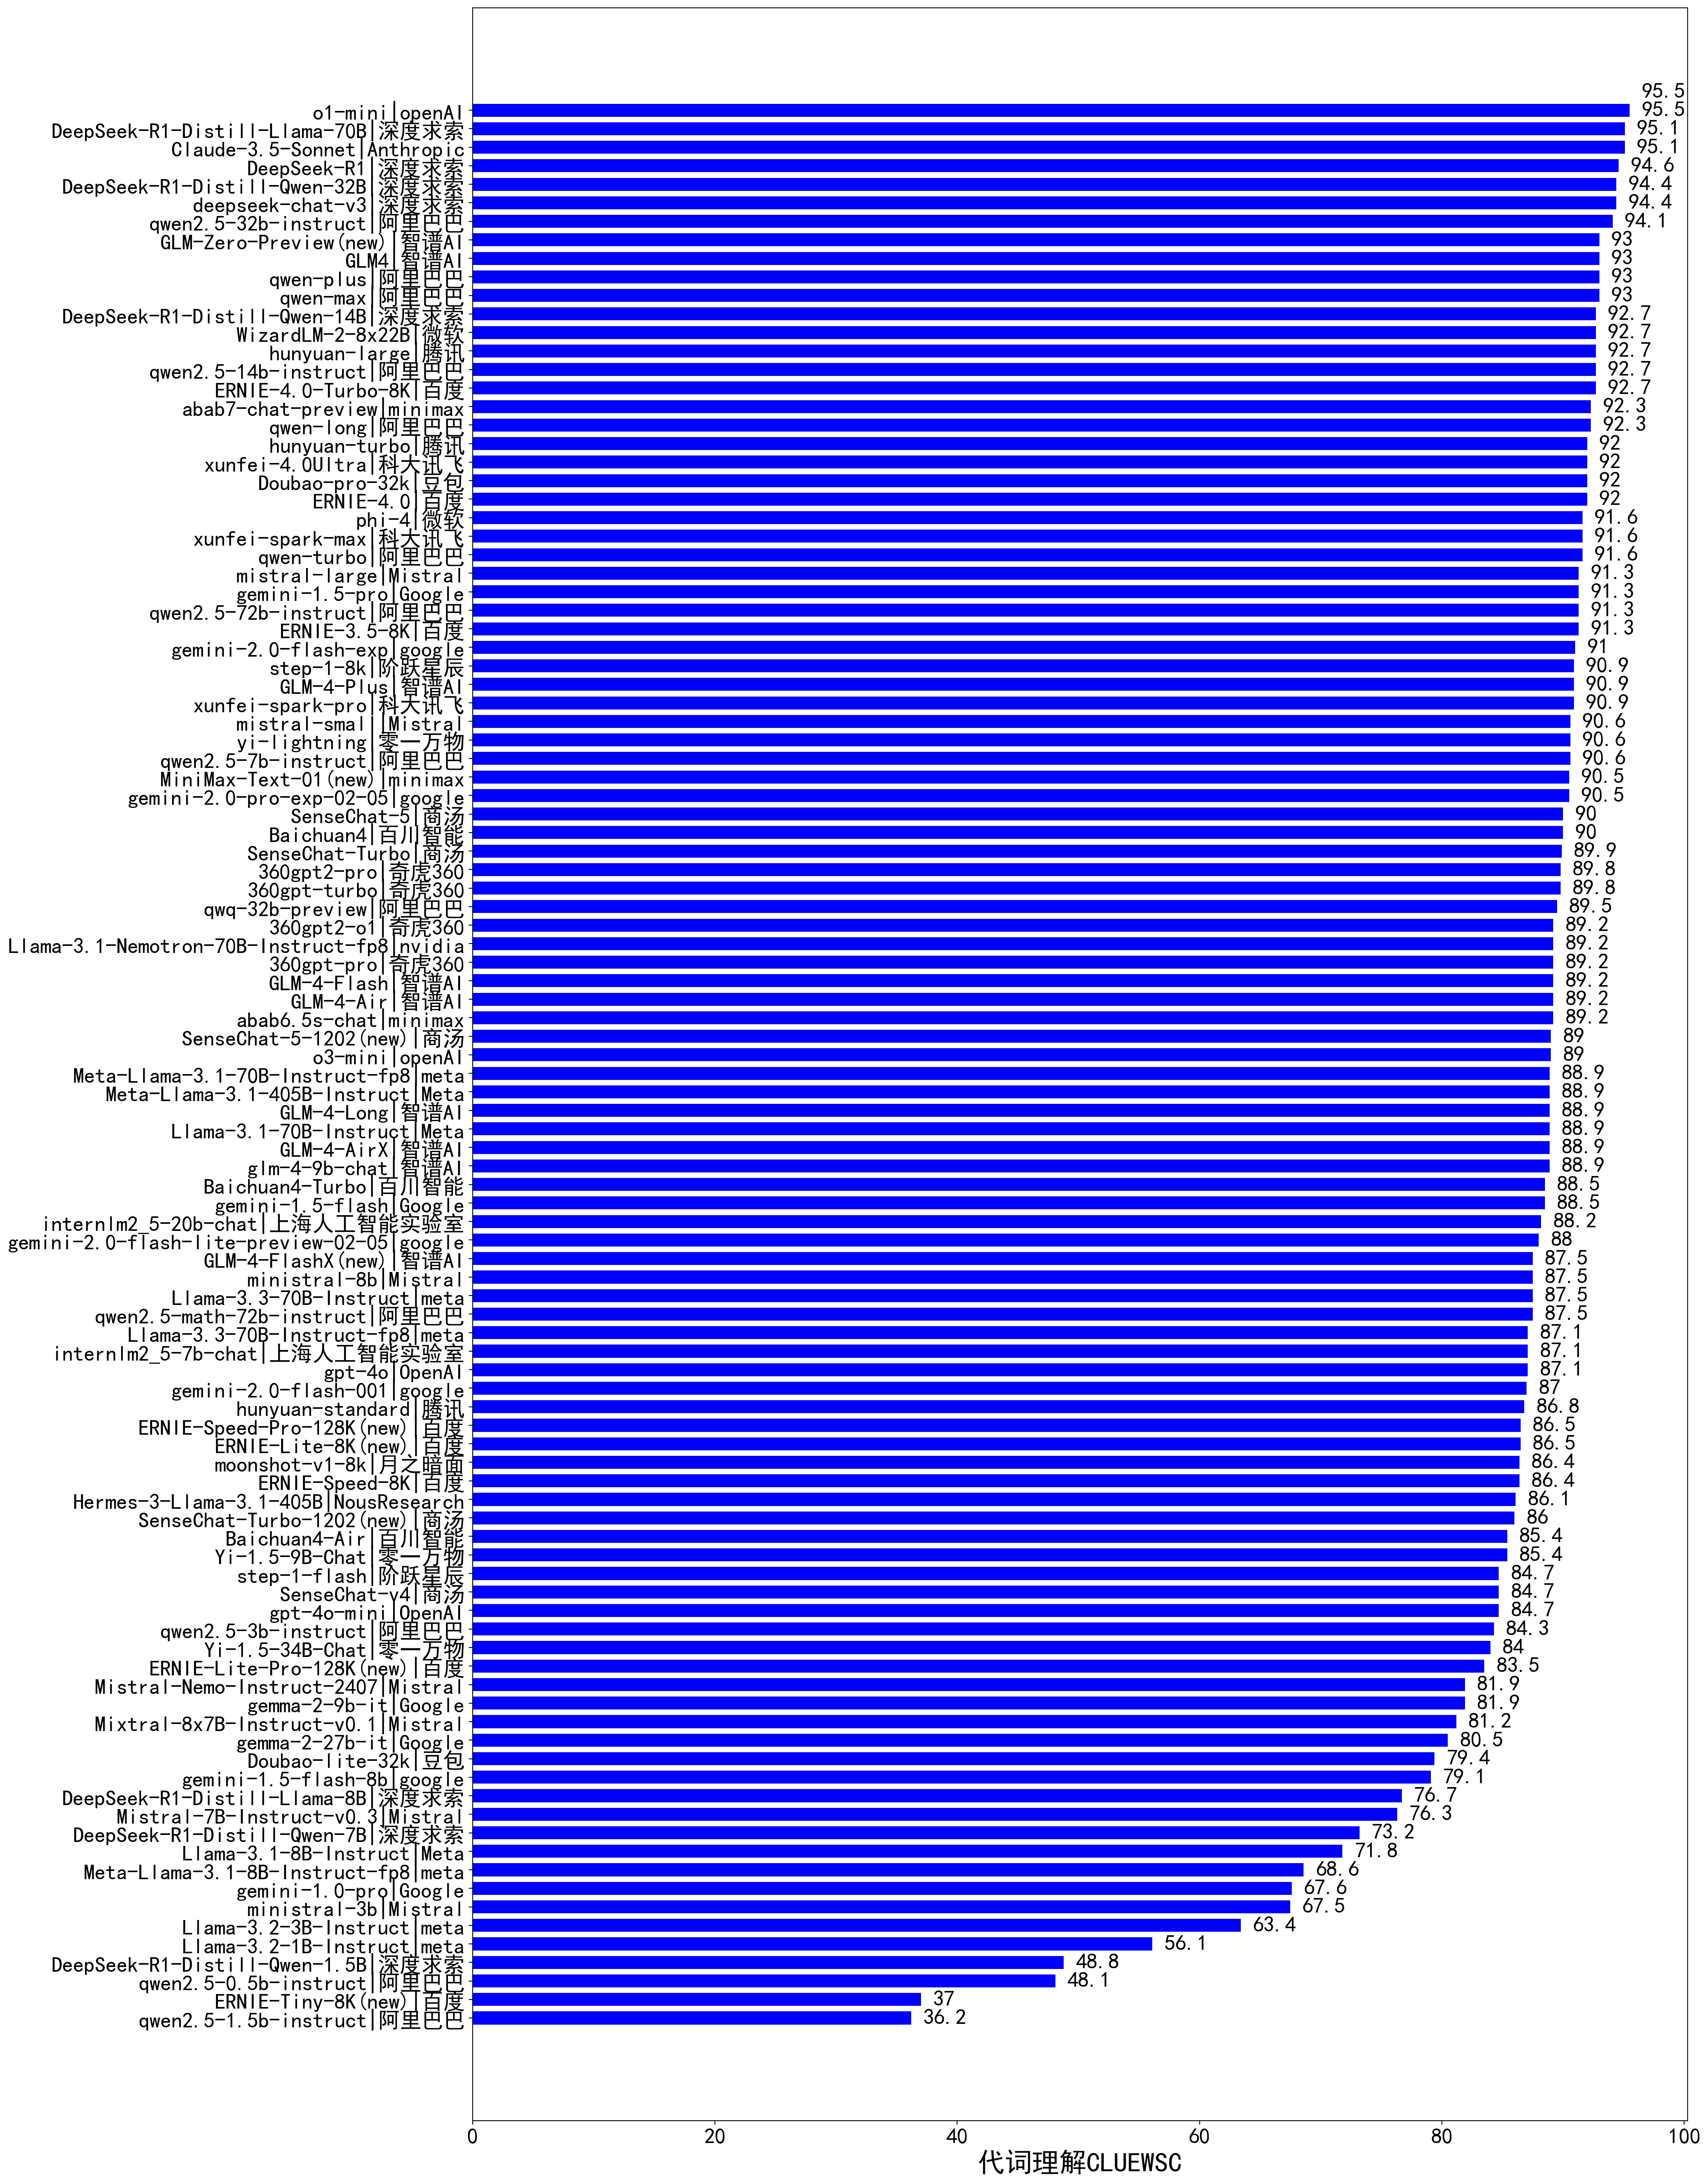 95.5
o1-mini|openAI 95.5
DeepSeek-R1-Distill-Llama-70B|深度求索 95.1
Claude-3.5-Sonnet|Anthropic 95.1
DeepSeek-R1|深度求索 94.6
DeepSeek-R1-Distill-Qwen-32B|深度求索 94.4
deepseek-chat-v3|深度求索 94.4
qwen2.5-32b-instruct|阿里巴巴 94.1
GLM-Zero-Preview(new)|智谱AI 93
GLM4|智谱AI 93
qwen-plus|阿里巴巴 93
qwen-max|阿里巴巴 93
DeepSeek-R1-Distill-Qwen-14B|深度求索 92.7
WizardLM-2-8x22B|微软 92.7
hunyuan-large|腾讯 92.7
qwen2.5-14b-instruct|阿里巴巴 92.7
ERNIE-4.0-Turbo-8K|百度 92.7
abab7-chat-preview|minimax 92.3
qwen-long|阿里巴巴 92.3
hunyuan-turbo|腾讯 92
xunfei-4.0Ultra|科大讯飞 92
Doubao-pro-32k|豆包 92
ERNIE-4.0|百度 92
phi-4|微软 91.6
xunfei-spark-max|科大讯飞 91.6
qwen-turbo|阿里巴巴 91.6
mistral-large|Mistral 91.3
gemini-1.5-pro|Google 91.3
qwen2.5-72b-instruct|阿里巴巴 91.3
ERNIE-3.5-8K|百度 91.3
gemini-2.0-flash-exp|google 91
step-1-8k|阶跃星辰 90.9
GLM-4-Plus|智谱AI 90.9
xunfei-spark-pro|科大讯飞 90.9
mistral-small|Mistral 90.6
yi-lightning|零一万物 90.6
qwen2.5-7b-instruct|阿里巴巴 90.6
MiniMax-Text-01(new)|minimax 90.5
gemini-2.0-pro-exp-02-05|google 90.5
SenseChat-5|商汤 90
Baichuan4|百川智能 90
SenseChat-Turbo|商汤 89.9
360gpt2-pro|奇虎360 89.8
360gpt-turbo|奇虎360 89.8
qwq-32b-preview|阿里巴巴 89.5
360gpt2-o1|奇虎360 89.2
Llama-3.1-Nemotron-70B-Instruct-fp8|nvidia 89.2
360gpt-pro|奇虎360 89.2
GLM-4-Flash|智谱AI 89.2
GLM-4-Air|智谱AI 89.2
abab6.5s-chat|minimax 89.2
SenseChat-5-1202(new)|商汤 89
o3-mini|openAI 89
Meta-Llama-3.1-70B-Instruct-fp8|meta 88.9
Meta-Llama-3.1-405B-Instruct|Meta 88.9
GLM-4-Long|智谱AI 88.9
Llama-3.1-70B-Instruct|Meta 88.9
GLM-4-AirX|智谱AI 88.9
glm-4-9b-chat|智谱AI 88.9
Baichuan4-Turbo|百川智能 88.5
gemini-1.5-flash|Google 88.5
internlm2_5-20b-chat|上海人工智能实验室 88.2
gemini-2.0-flash-lite-preview-02-05|google 88
GLM-4-FlashX(new)|智谱AI 87.5
ministral-8b|Mistral 87.5
Llama-3.3-70B-Instruct|meta 87.5
qwen2.5-math-72b-instruct|阿里巴巴 87.5
Llama-3.3-70B-Instruct-fp8|meta 87.1
internlm2_5-7b-chat|上海人工智能实验室 87.1
gpt-4o|OpenAI 87.1
gemini-2.0-flash-001|google 87
hunyuan-standard|腾讯 86.8
ERNIE-Speed-Pro-128K(new)|百度 86.5
ERNIE-Lite-8K(new)|百度 86.5
moonshot-v1-8k|月之暗面 86.4
ERNIE-Speed-8K|百度 86.4
Hermes-3-Llama-3.1-405B|NousResearch 86.1
SenseChat-Turbo-1202(new)|商汤 86
Baichuan4-Air|百川智能 85.4
Yi-1.5-9B-Chat|零一万物 85.4
step-1-flash|阶跃星辰 84.7
SenseChat-v4|商汤 84.7
gpt-4o-mini|OpenAI 84.7
qwen2.5-3b-instruct|阿里巴巴 84.3
Yi-1.5-34B-Chat|零一万物 84
ERNIE-Lite-Pro-128K(new)|百度 83.5
Mistral-Nemo-Instruct-2407|Mistral 81.9
gemma-2-9b-it|Google 81.9
Mixtral-8x7B-Instruct-v0.1|Mistral 81.2
gemma-2-27b-it|Google 80.5
Doubao-lite-32k|豆包 79.4
gemini-1.5-flash-8b|google 79.1
DeepSeek-R1-Distill-Llama-8B|深度求索 76.7
Mistral-7B-Instruct-v0.3|Mistral 76.3
DeepSeek-R1-Distill-Qwen-7B|深度求索 73.2
Llama-3.1-8B-Instruct|Meta 71.8
Meta-Llama-3.1-8B-Instruct-fp8|meta 68.6
gemini-1.0-pro|Google 67.6
ministral-3b|Mistral 67.5
Llama-3.2-3B-Instruct|meta 63.4
Llama-3.2-1B-Instruct|meta 56.1
DeepSeek-R1-Distill-Qwen-1.5B|深度求索 48.8
qwen2.5-0.5b-instruct|阿里巴巴 48.1
ERNIE-Tiny-8K(new)|百度 37
qwen2.5-1.5b-instruct|阿里巴巴 36.2
0 20 40 60 80 100
代词理解CLUEWSC